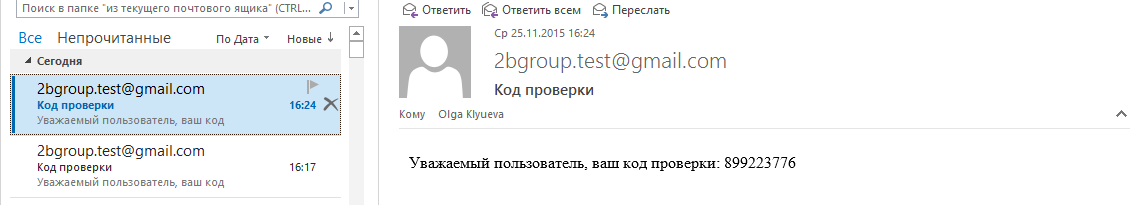 Поиск в папке "из текущего почтового ящика" (CTRL...
Все Непрочитанные По Дате Новые
Сегодня
2bgroup.test@gmail.com
Код проверки 16:24
Уважаемый пользователь, ваш код
2bgroup.test@gmail.com
Код проверки 16:17
Уважаемый пользователь, ваш код
Ответить Ответить всем Переслать
Ср 25.11.2015 16:24
2bgroup.test@gmail.com
Код проверки
Кому Olga Klyueva
Уважаемый пользователь, ваш код проверки: 899223776